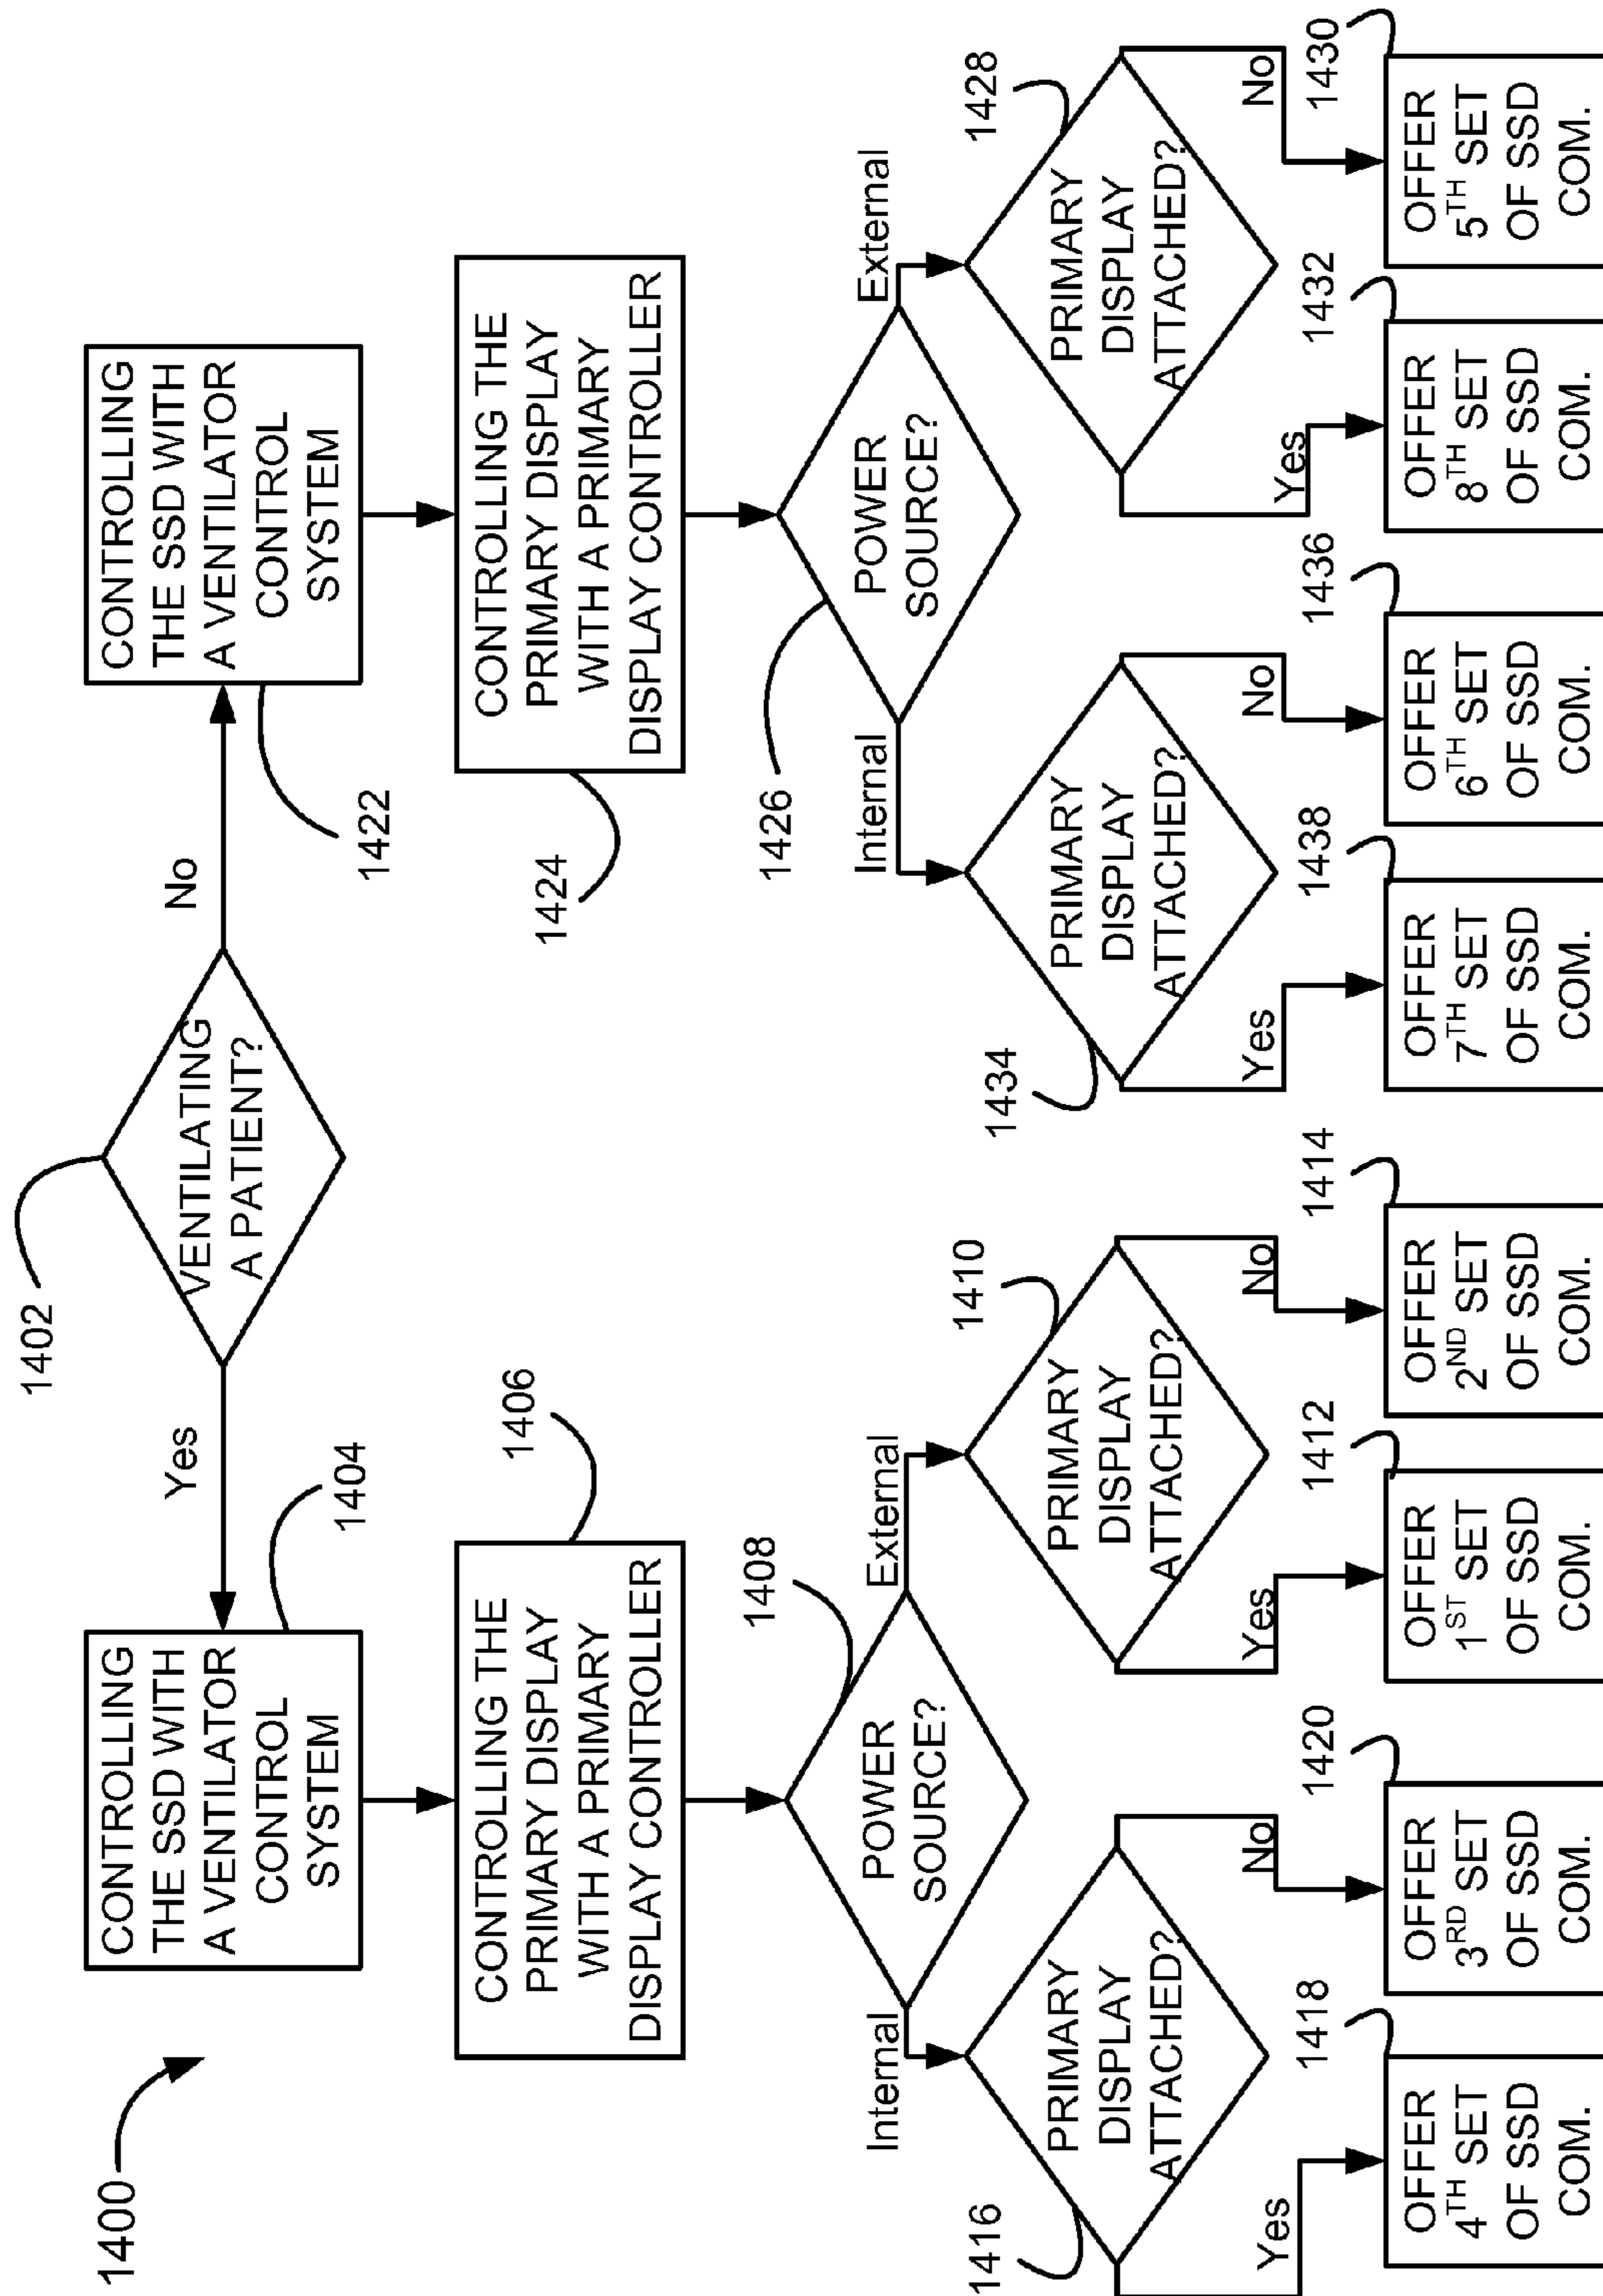 1400
1402
VENTILATING
A PATIENT?
Yes
No
CONTROLLING
THE SSD WITH
A VENTILATOR
CONTROL
SYSTEM
1404
CONTROLLING
THE SSD WITH
A VENTILATOR
CONTROL
SYSTEM
1422
CONTROLLING THE
PRIMARY DISPLAY
WITH A PRIMARY
DISPLAY CONTROLLER
1406
CONTROLLING THE
PRIMARY DISPLAY
WITH A PRIMARY
DISPLAY CONTROLLER
1424
POWER
SOURCE?
1408
Internal
External
POWER
SOURCE?
1426
Internal
External
PRIMARY
DISPLAY
ATTACHED?
1416
Yes
No
PRIMARY
DISPLAY
ATTACHED?
1410
Yes
No
PRIMARY
DISPLAY
ATTACHED?
1434
Yes
No
PRIMARY
DISPLAY
ATTACHED?
1428
Yes
No
1418
OFFER
4TH SET
OF SSD
COM.
1420
OFFER
3RD SET
OF SSD
COM.
1412
OFFER
1ST SET
OF SSD
COM.
1414
OFFER
2ND SET
OF SSD
COM.
1438
OFFER
7TH SET
OF SSD
COM.
1436
OFFER
6TH SET
OF SSD
COM.
1432
OFFER
8TH SET
OF SSD
COM.
1430
OFFER
5TH SET
OF SSD
COM.